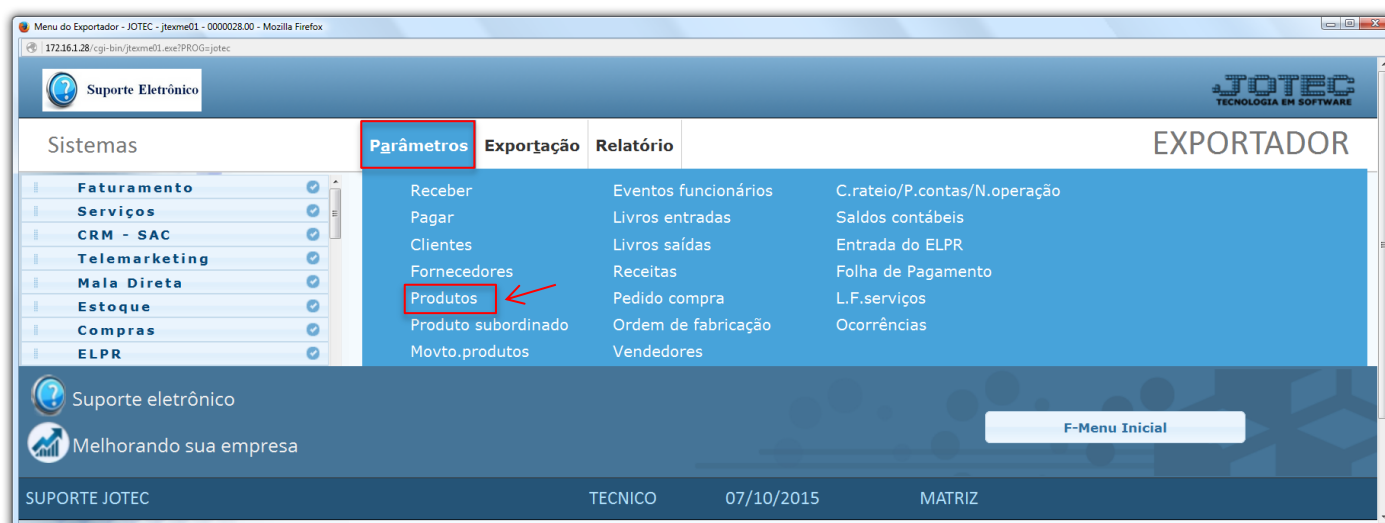 Menu do Exportador - JOTEC - jtexme01 - 0000028.00 - Mozilla Firefox
172.16.1.28/cgi-bin/jtexme01.exe?PROG=jotec
Suporte Eletrônico
JOTEC
TECNOLOGIA EM SOFTWARE
Sistemas
Parâmetros Exportação Relatório
EXPORTADOR
Faturamento
Serviços
CRM - SAC
Telemarketing
Mala Direta
Estoque
Compras
ELPR
Receber
Pagar
Clientes
Fornecedores
Produtos
Produto subordinado
Movto.produtos
Eventos funcionários
Livros entradas
Livros saídas
Receitas
Pedido compra
Ordem de fabricação
Vendedores
C.rateio/P.contas/N.operação
Saldos contábeis
Entrada do ELPR
Folha de Pagamento
L.F.serviços
Ocorrências
Suporte eletrônico
Melhorando sua empresa
F-Menu Inicial
SUPORTE JOTEC TECNICO 07/10/2015 MATRIZ